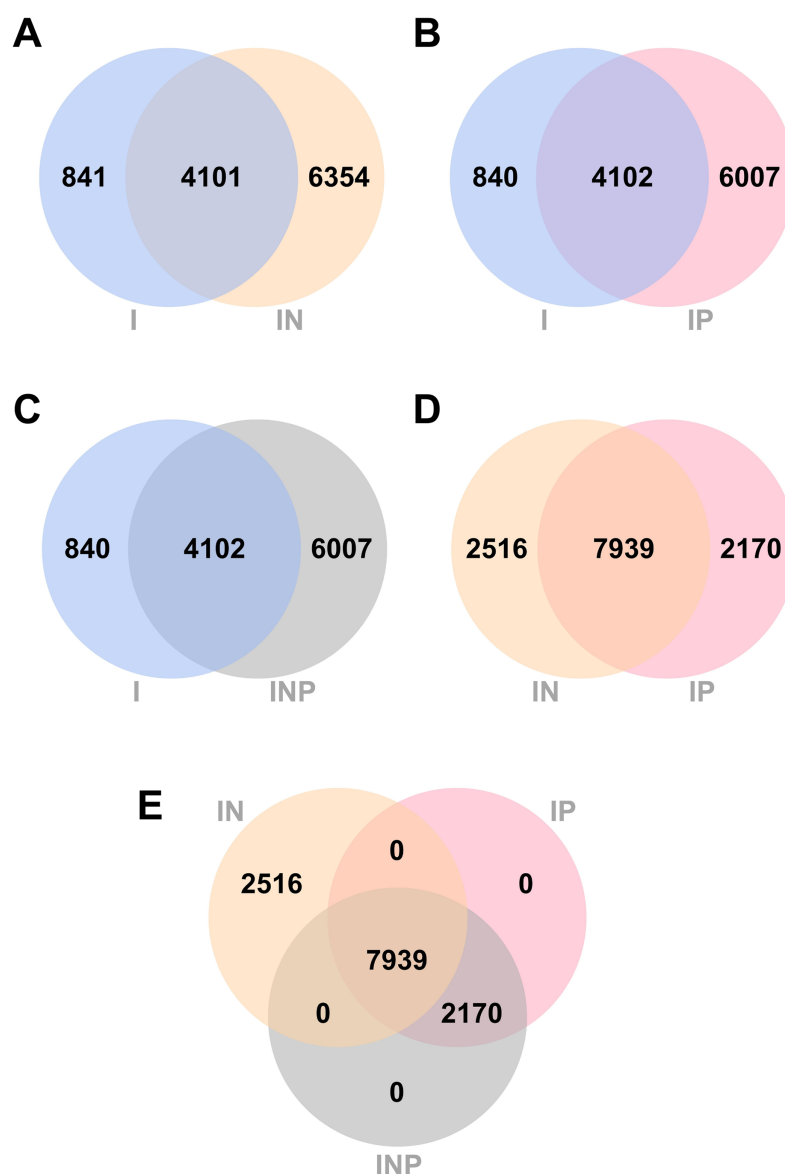 A B
841 4101 6354 840 4102 6007
I IN I IP
C D
840 4102 6007 2516 7939 2170
I INP IN IP
E IN IP
0
2516 0
7939
0 2170
0
INP